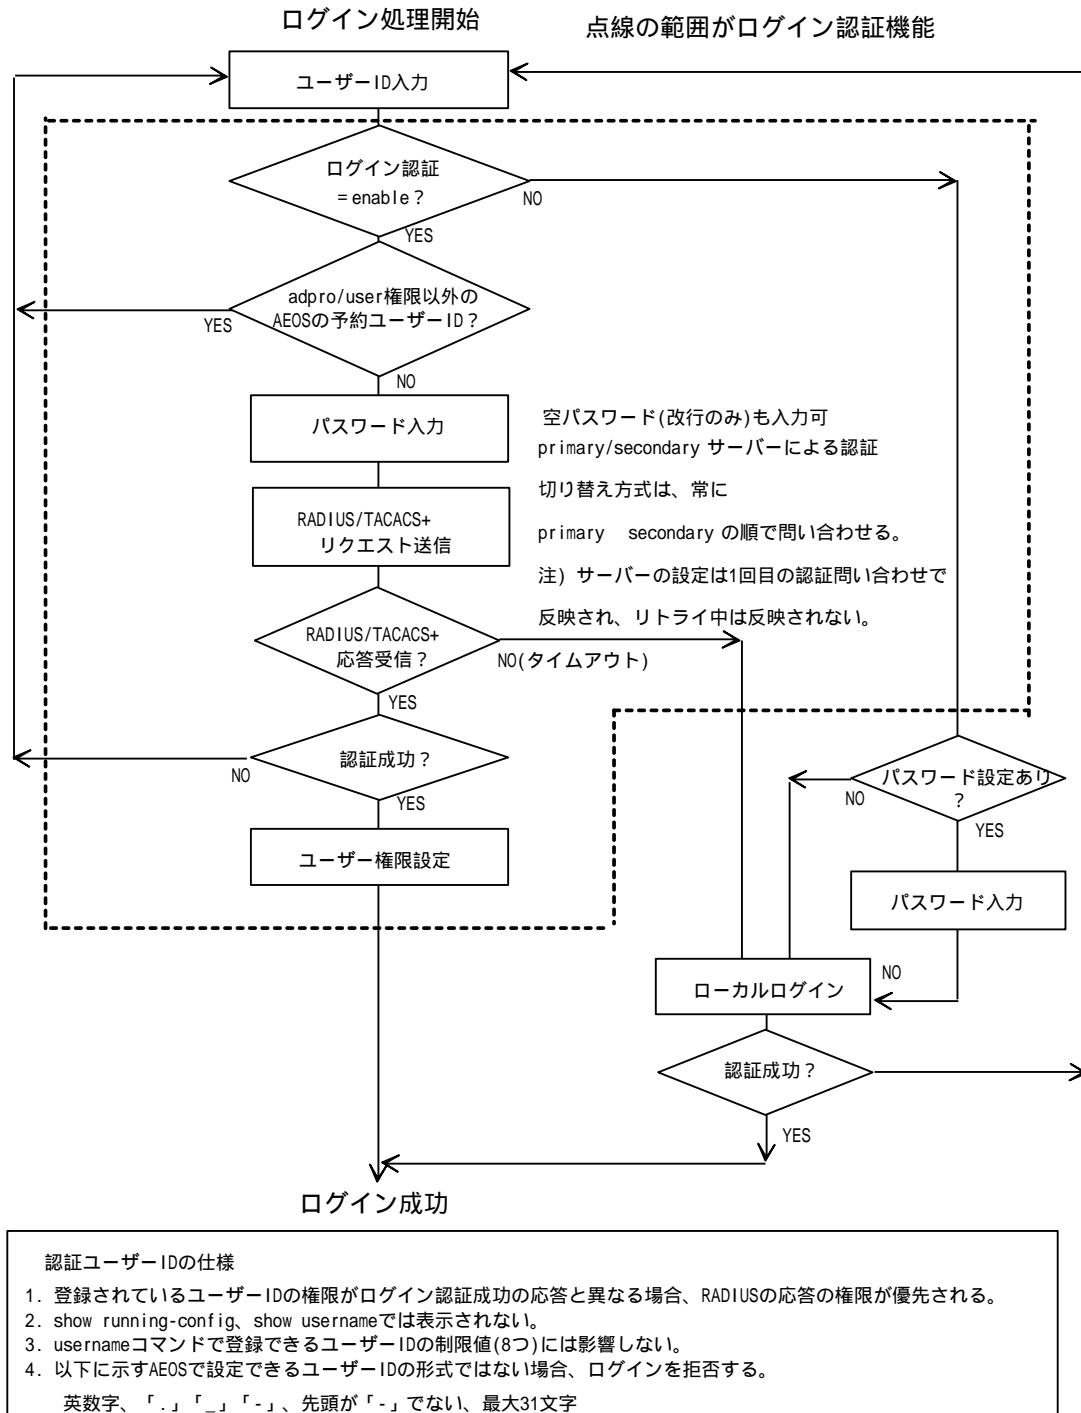 ログイン処理開始
点線の範囲がログイン認証機能
ユーザーID入力
ログイン認証
=enable?
NO
YES
adpro/user権限以外の
AEOSの予約ユーザーID?
YES
NO
パスワード入力
空パスワード(改行のみ)も入力可
primary/secondary サーバーによる認証
切り替え方式は、常に
primary secondary の順で問い合わせる。
注) サーバーの設定は1回目の認証問い合わせで
反映され、リトライ中は反映されない。
RADIUS/TACACS+
リクエスト送信
RADIUS/TACACS+
応答受信?
NO(タイムアウト)
YES
認証成功?
NO
YES
ユーザー権限設定
パスワード設定あり
?
NO
YES
パスワード入力
ローカルログイン
NO
認証成功?
YES
ログイン成功
認証ユーザーIDの仕様
1. 登録されているユーザーIDの権限がログイン認証成功の応答と異なる場合、RADIUSの応答の権限が優先される。
2. show running-config、show usernameでは表示されない。
3. usernameコマンドで登録できるユーザーIDの制限値(8つ)には影響しない。
4. 以下に示すAEOSで設定できるユーザーIDの形式ではない場合、ログインを拒否する。
英数字、「.」「_」「-」、先頭が「-」でない、最大31文字